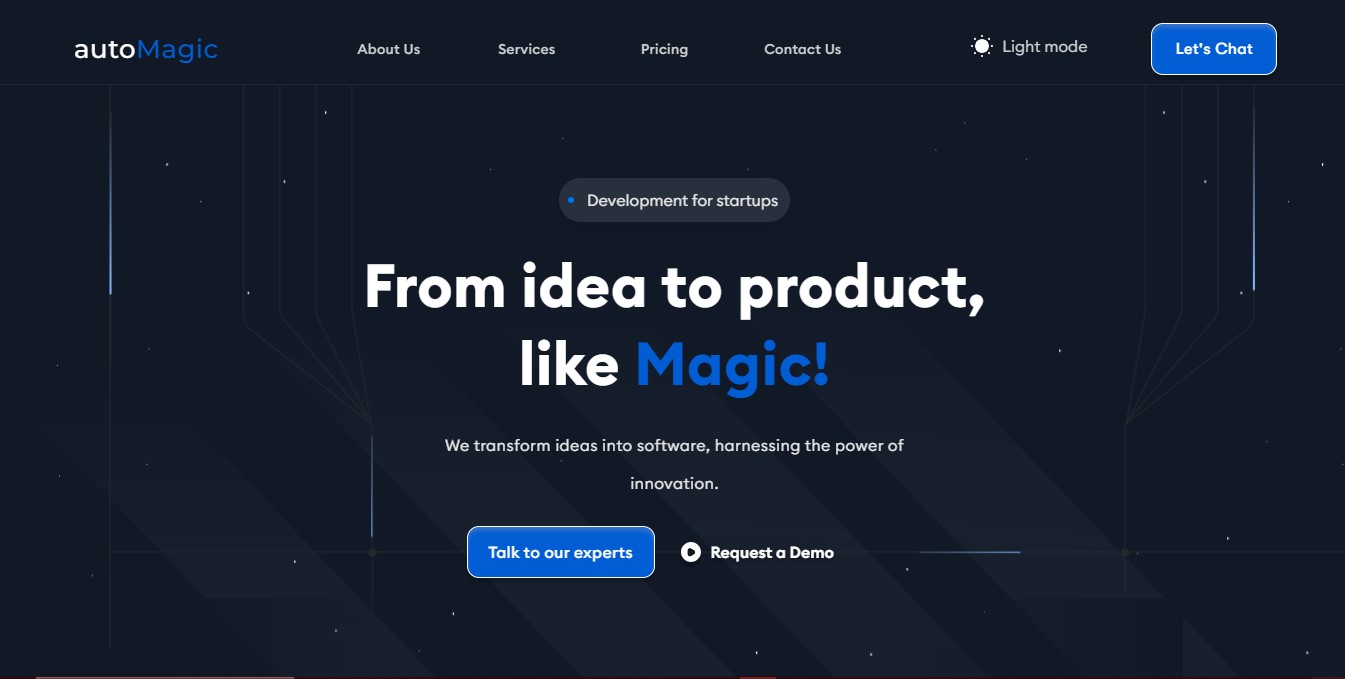 autoMagic
About Us
Services
Pricing
Contact Us
Light mode
Let's Chat
Development for startups
From idea to product,
like Magic!
We transform ideas into software, harnessing the power of
innovation.
Talk to our experts
Request a Demo